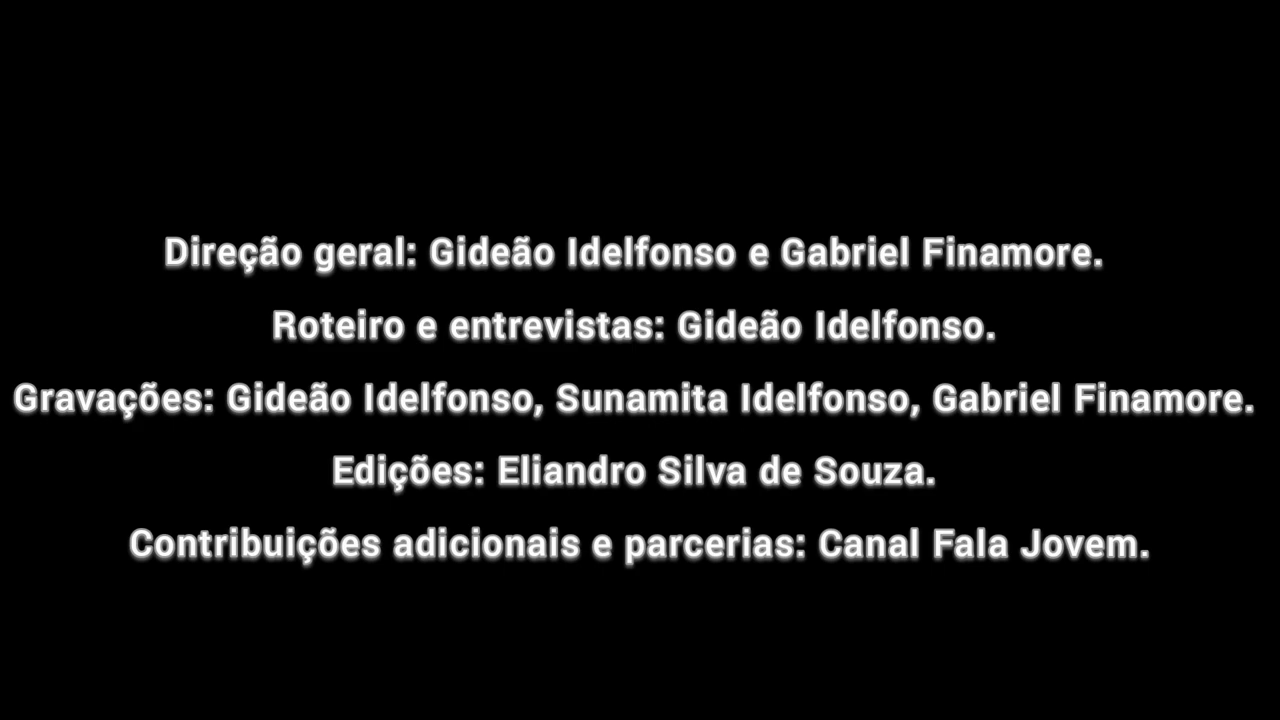 Direção geral: Gideão Idelfonso e Gabriel Finamore.
Roteiro e entrevistas: Gideão Idelfonso.
Gravações: Gideão Idelfonso, Sunamita Idelfonso, Gabriel Finamore.
Edições: Eliandro Silva de Souza.
Contribuições adicionais e parcerias: Canal Fala Jovem.